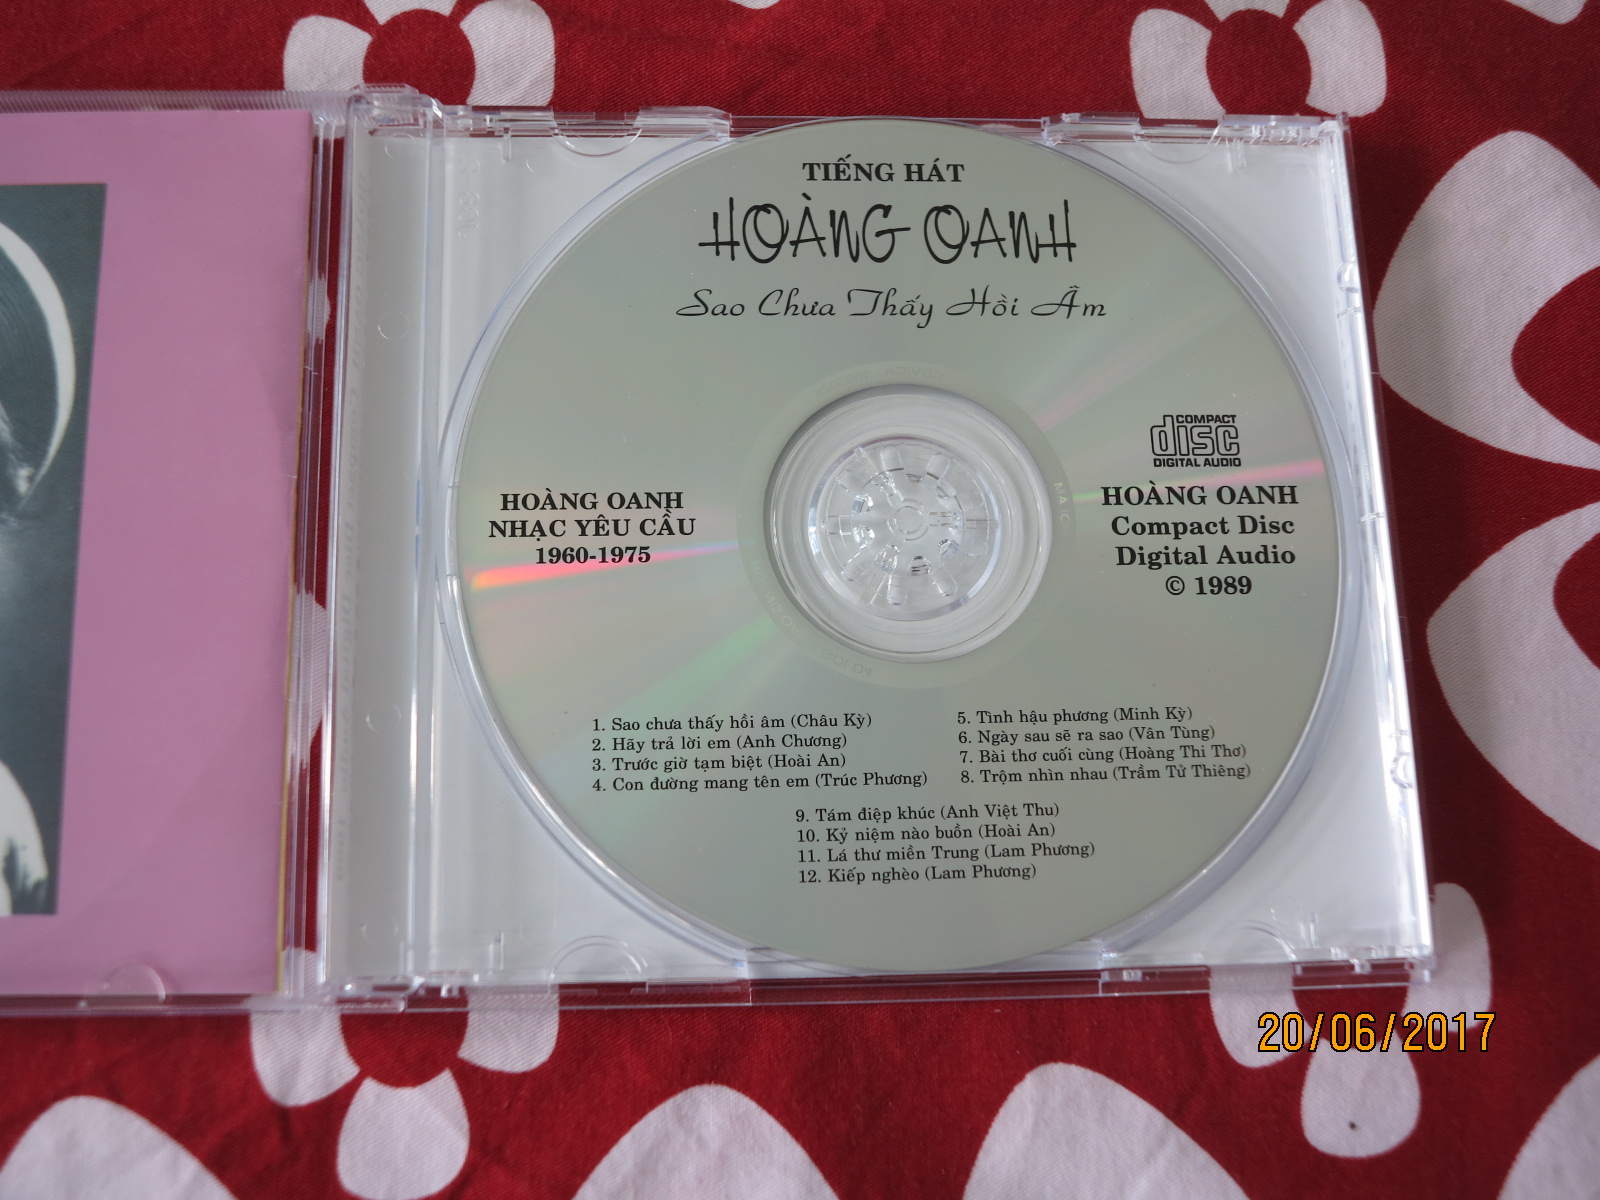 TIẾNG HÁT
HOÀNG OANH
Sao Chưa Thấy Hồi Âm
COMPACT
disc
DIGITAL AUDIO
HOÀNG OANH
NHẠC YÊU CẦU
1960-1975
HOÀNG OANH
Compact Disc
Digital Audio
© 1989
1. Sao chưa thấy hồi âm (Châu Kỳ)
2. Hãy trả lời em (Anh Chương)
3. Trước giờ tạm biệt (Hoài An)
4. Con đường mang tên em (Trúc Phương)
5. Tình hậu phương (Minh Kỳ)
6. Ngày sau sẽ ra sao (Vân Tùng)
7. Bài thơ cuối cùng (Hoàng Thi Thơ)
8. Trộm nhìn nhau (Trầm Tử Thiêng)
9. Tám điệp khúc (Anh Việt Thu)
10. Kỷ niệm nào buồn (Hoài An)
11. Lá thư miền Trung (Lam Phương)
12. Kiếp nghèo (Lam Phương)
20/06/2017